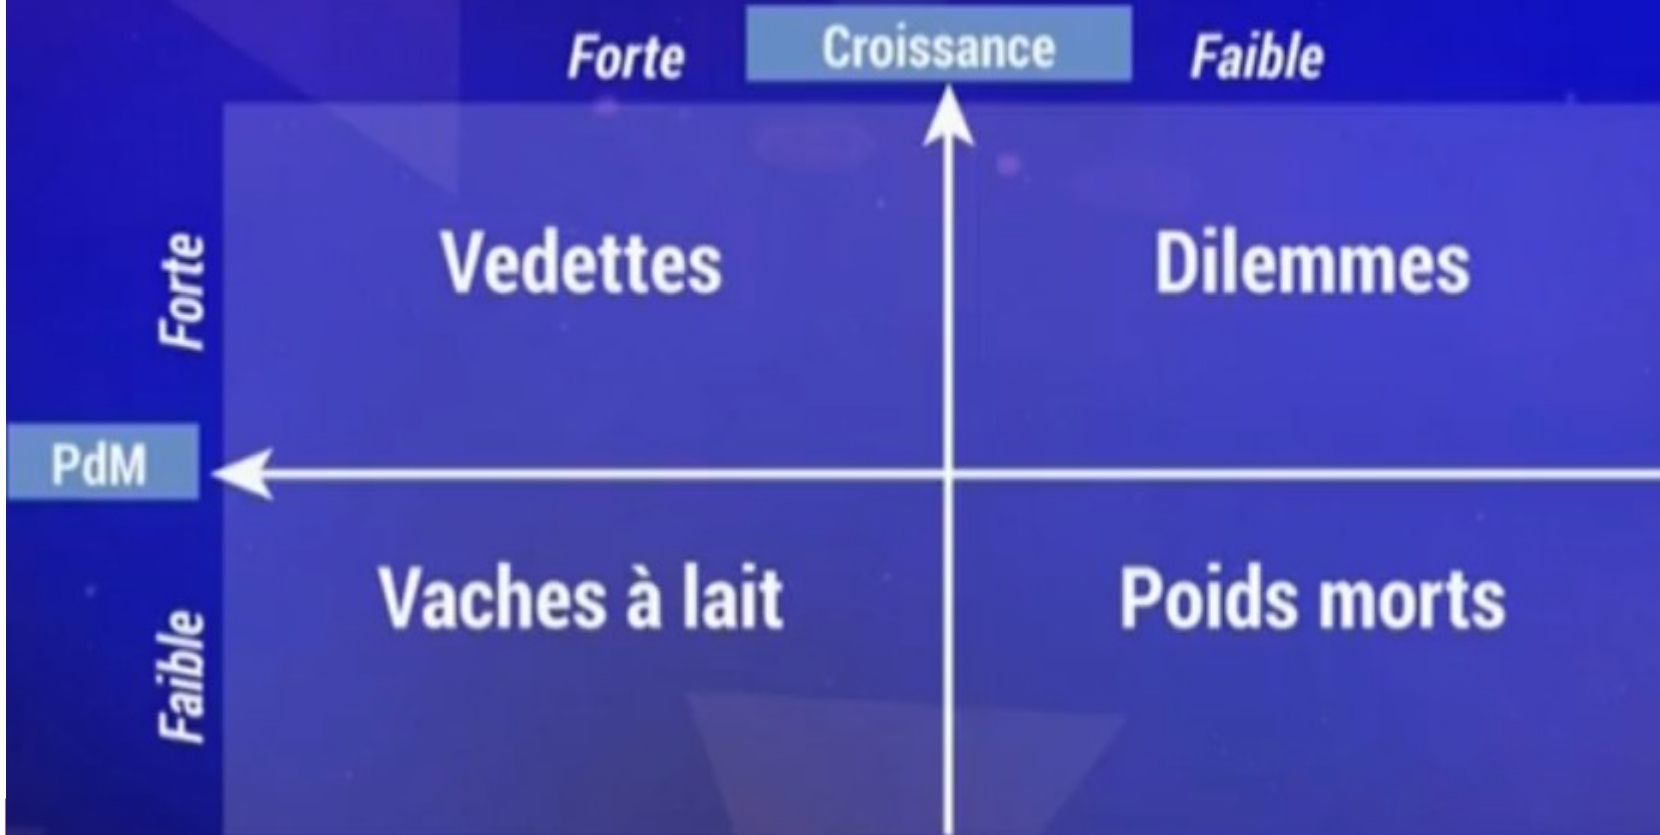 Forte
Croissance
Faible
Forte
Vedettes
Dilemmes
PdM
Faible
Vaches à lait
Poids morts